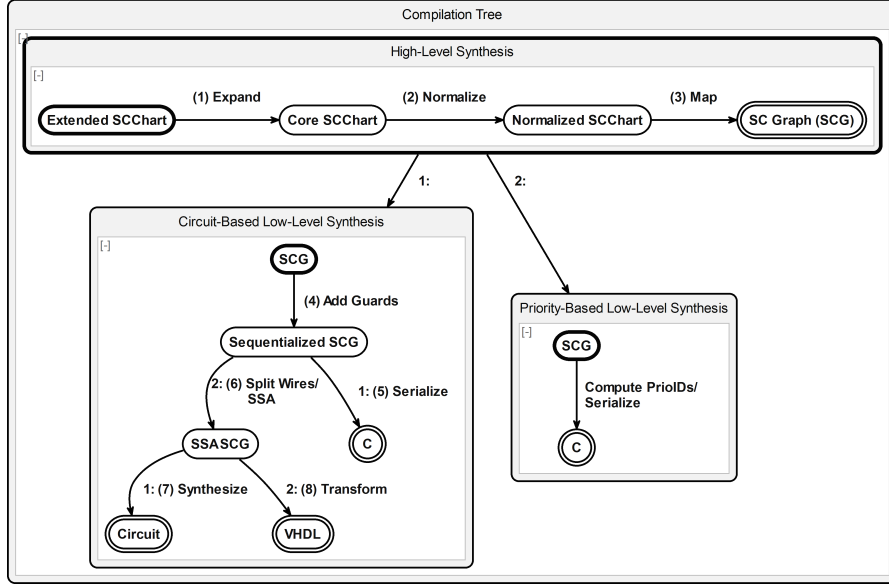 Compilation Tree
[-]
High-Level Synthesis
[-]
(1) Expand
(2) Normalize
(3) Map
Extended SCChart
Core SCChart
Normalized SCChart
SC Graph (SCG)
1:
2:
Circuit-Based Low-Level Synthesis
[-]
SCG
(4) Add Guards
Sequentialized SCG
2: (6) Split Wires/
SSA
1: (5) Serialize
SSASCG
C
1: (7) Synthesize
2: (8) Transform
Circuit
VHDL
Priority-Based Low-Level Synthesis
[-]
SCG
Compute PrioIDs/
Serialize
C